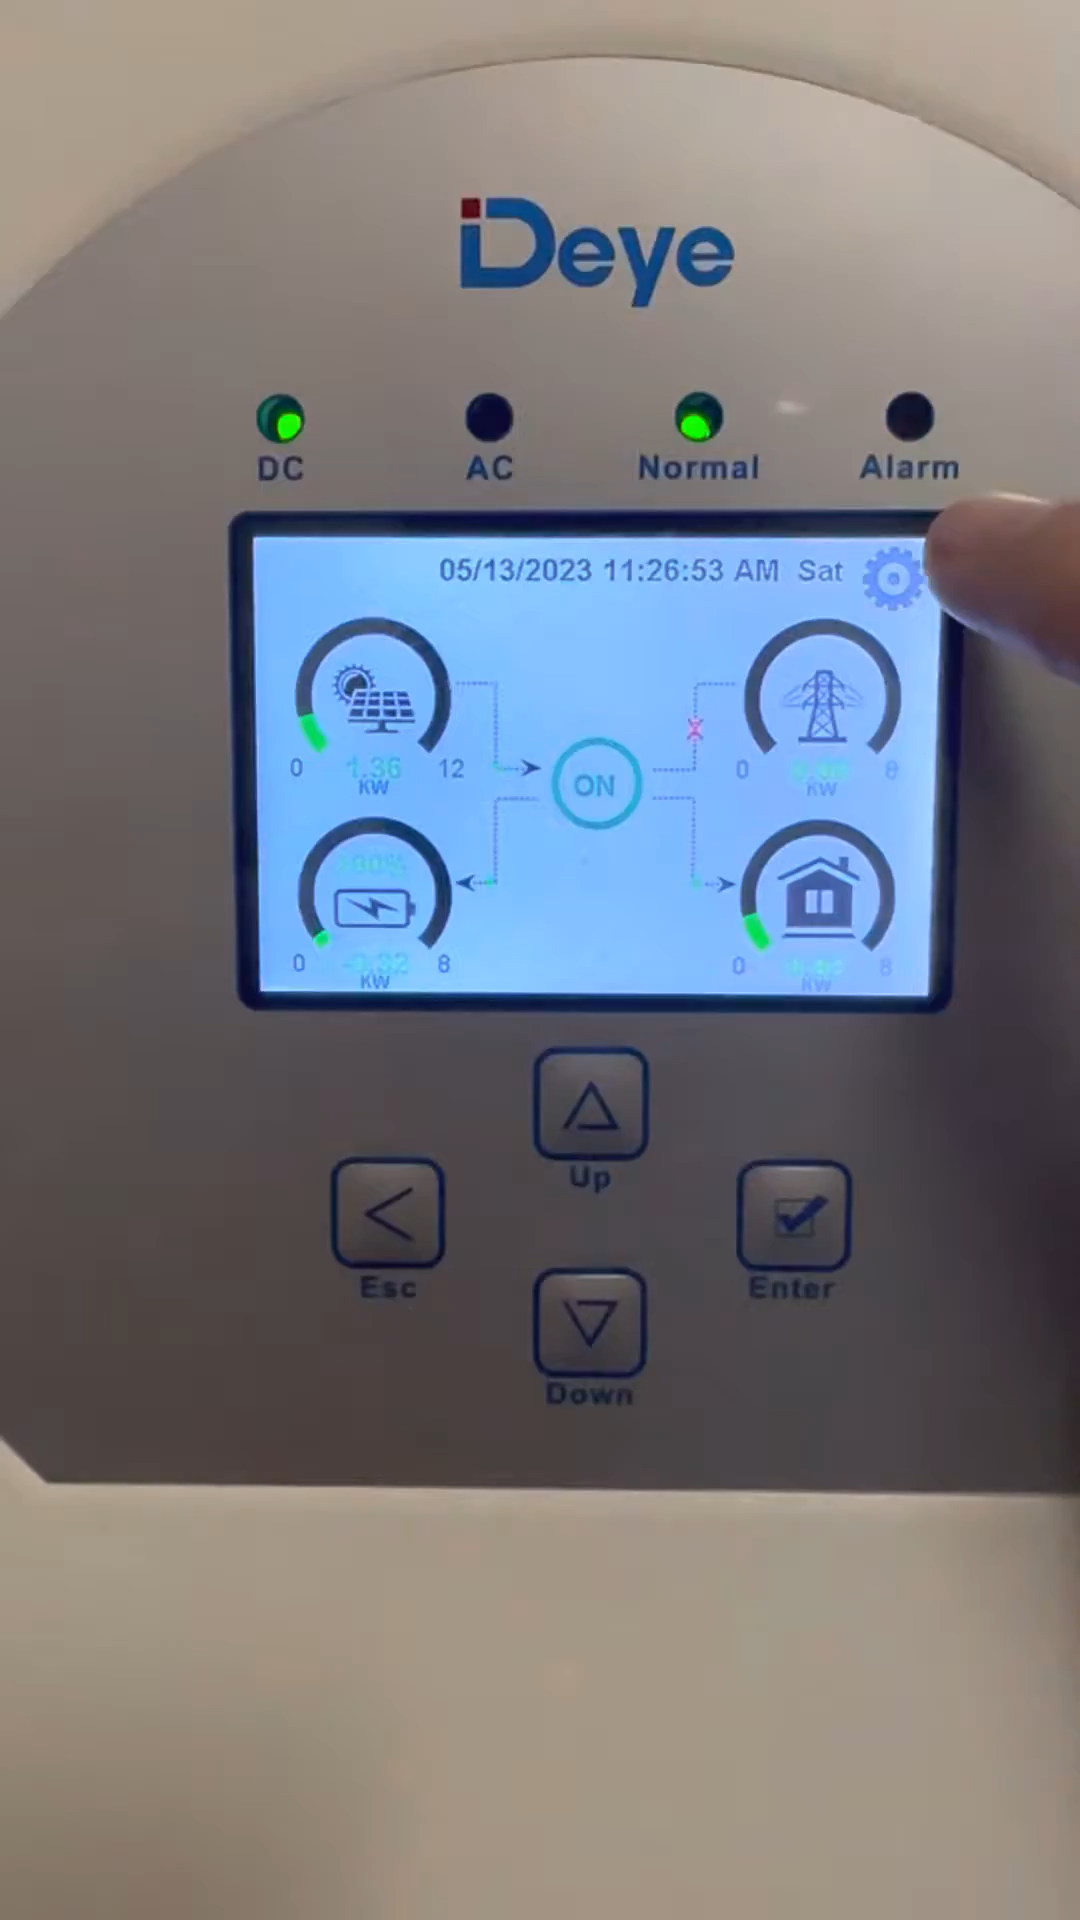 Deye
DC AC Normal Alarm
05/13/2023 11:26:53 AM Sat
ON
0 1.36 12
KW
0 8
KW
0 8
KW
0 8
KW
Up
Esc
Enter
Down